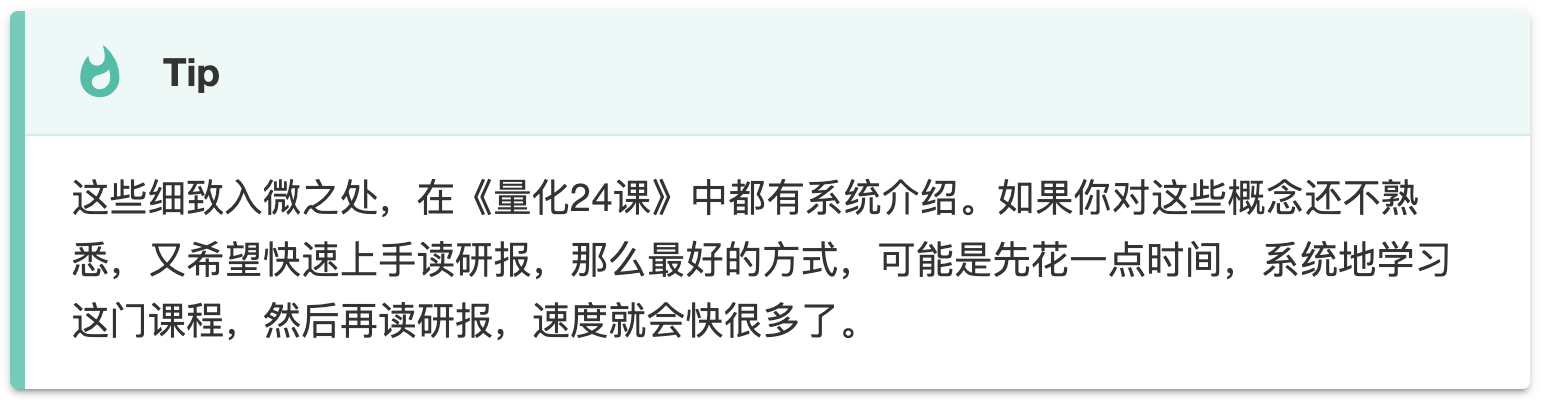 Tip
这些细致入微之处，在《量化24课》中都有系统介绍。如果你对这些概念还不熟
悉，又希望快速上手读研报，那么最好的方式，可能是先花一点时间，系统地学习
这门课程，然后再读研报，速度就会快很多了。